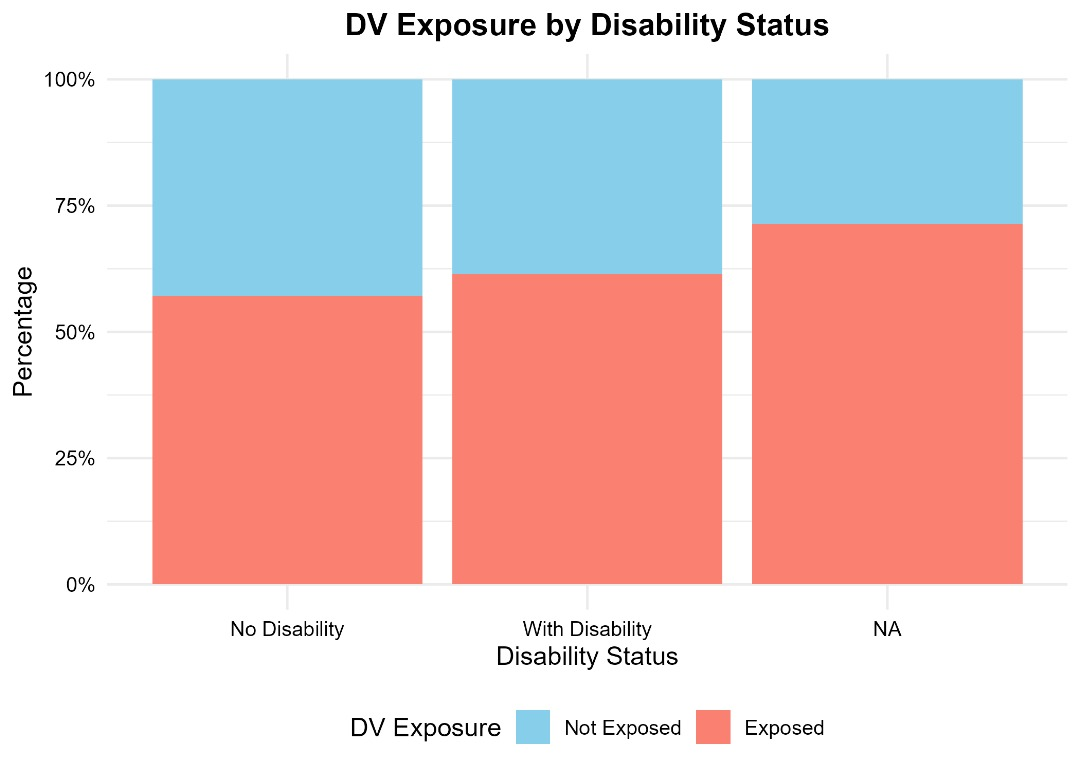 DV Exposure by Disability Status
100%
75%
50%
25%
0%
Percentage
No Disability With Disability NA
Disability Status
DV Exposure Not Exposed Exposed